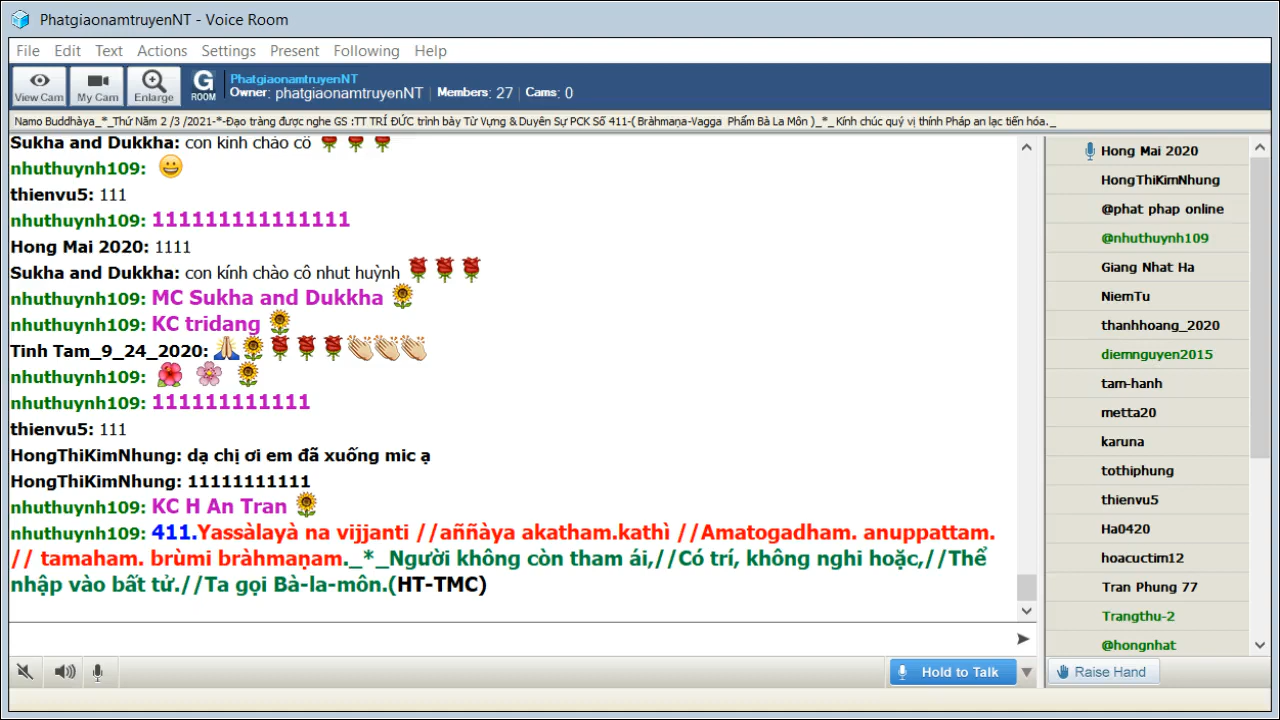 PhatgiaonamtruyenNT - Voice Room
File Edit Text Actions Settings Present Following Help
View Cam My Cam Enlarge G ROOM PhatgiaonamtruyenNT
Owner: phatgiaonamtruyenNT Members: 27 Cams: 0
Namo Buddhàya_*_Thứ Năm 2 /3 /2021-*-Đạo tràng được nghe GS :TT TRÍ ĐỨC trình bày Từ Vựng & Duyên Sự PCK Số 411-( Bràhmaṇa-Vagga Phẩm Bà La Môn )_*_ Kính chúc quý vị thính Pháp an lạc tiến hóa._
Sukha and Dukkha: con kính chào cô
nhuthuynh109:
thienvu5: 111
nhuthuynh109: 111111111111111
Hong Mai 2020: 1111
Sukha and Dukkha: con kính chào cô nhut huỳnh
nhuthuynh109: MC Sukha and Dukkha
nhuthuynh109: KC tridang
Tinh Tam_9_24_2020:
nhuthuynh109:
nhuthuynh109: 111111111111
thienvu5: 111
HongThiKimNhung: dạ chị ơi em đã xuống mic ạ
HongThiKimNhung: 11111111111
nhuthuynh109: KC H An Tran
nhuthuynh109: 411.Yassàlayà na vijjanti //aññàya akatham.kathì //Amatogadham. anuppattam.
// tamaham. brùmi bràhmaṇam._*_Người không còn tham ái,//Có trí, không nghi hoặc,//Thể
nhập vào bất tử.//Ta gọi Bà-la-môn.(HT-TMC)
Hong Mai 2020
HongThiKimNhung
@phat phap online
@nhuthuynh109
Giang Nhat Ha
NiemTu
thanhhoang_2020
diemnguyen2015
tam-hanh
metta20
karuna
tothiphung
thienvu5
Ha0420
hoacuctim12
Tran Phung 77
Trangthu-2
@hongnhat
Hold to Talk
Raise Hand